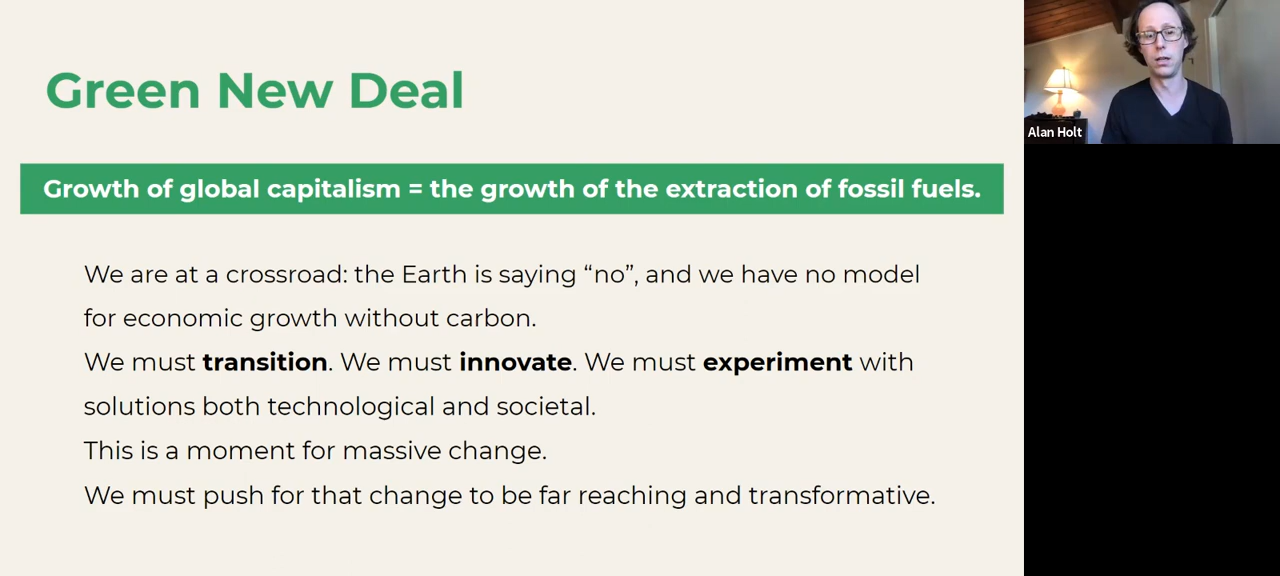 Green New Deal
Growth of global capitalism = the growth of the extraction of fossil fuels.
We are at a crossroad: the Earth is saying “no”, and we have no model
for economic growth without carbon.
We must transition. We must innovate. We must experiment with
solutions both technological and societal.
This is a moment for massive change.
We must push for that change to be far reaching and transformative.
Alan Holt